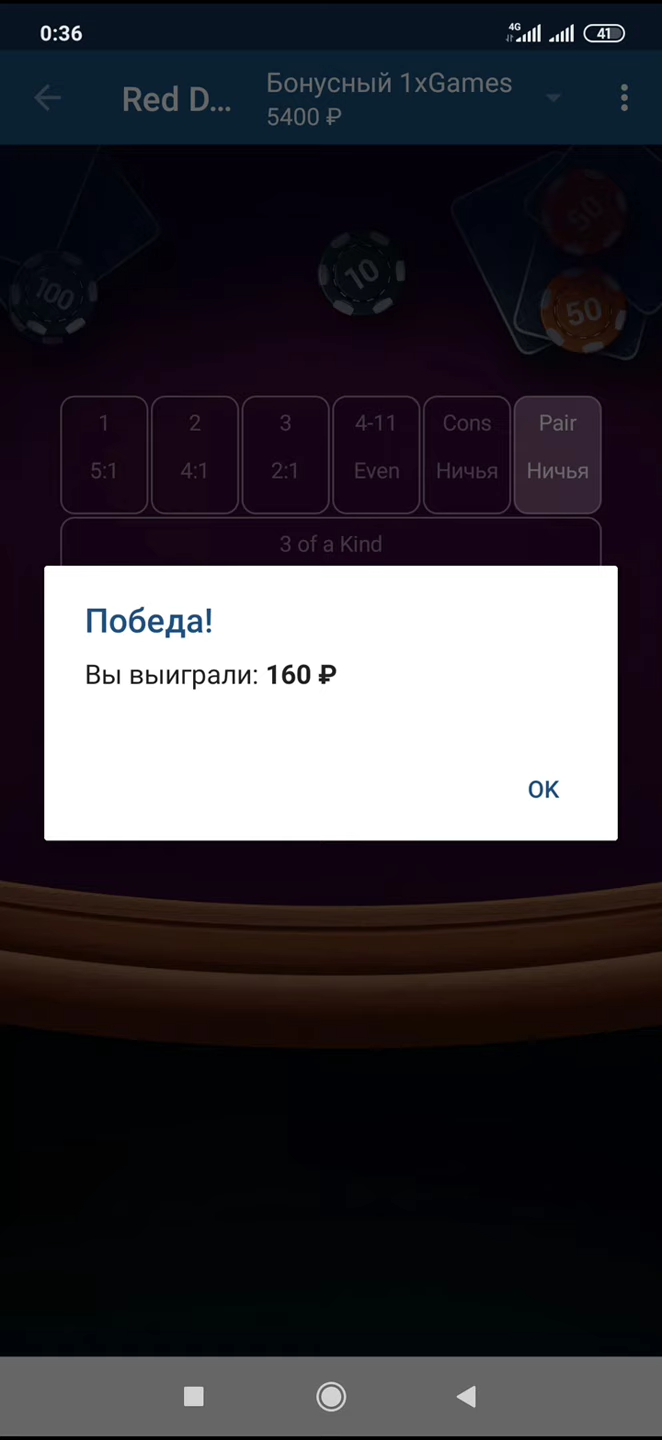 0:36 4G 41
Red D... Бонусный 1xGames
5400 ₽
100
10
50
50
1 2 3 4-11 Cons Pair
5:1 4:1 2:1 Even Ничья Ничья
3 of a Kind
Победа!
Вы выиграли: 160 ₽
OK